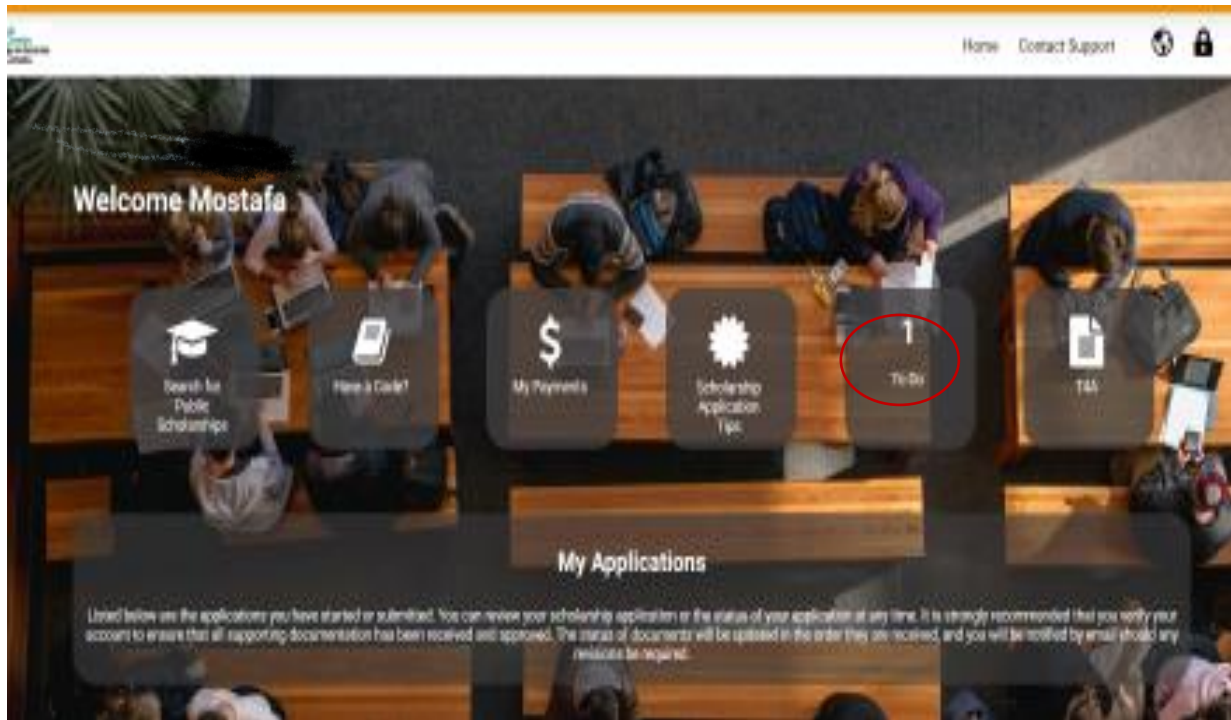 Home Contact Support
Welcome Mostafa
Search for
Public
Scholarships
Have a Code?
$
My Payments
Scholarship
Application
Tips
1
To Do
T4A
My Applications
Listed below are the applications you have started or submitted. You can review your scholarship application or the status of your application at any time. It is strongly recommended that you verify your
account to ensure that all supporting documentation has been received and approved. The status of documents will be updated in the order they are received, and you will be notified by email should any
revisions be required.